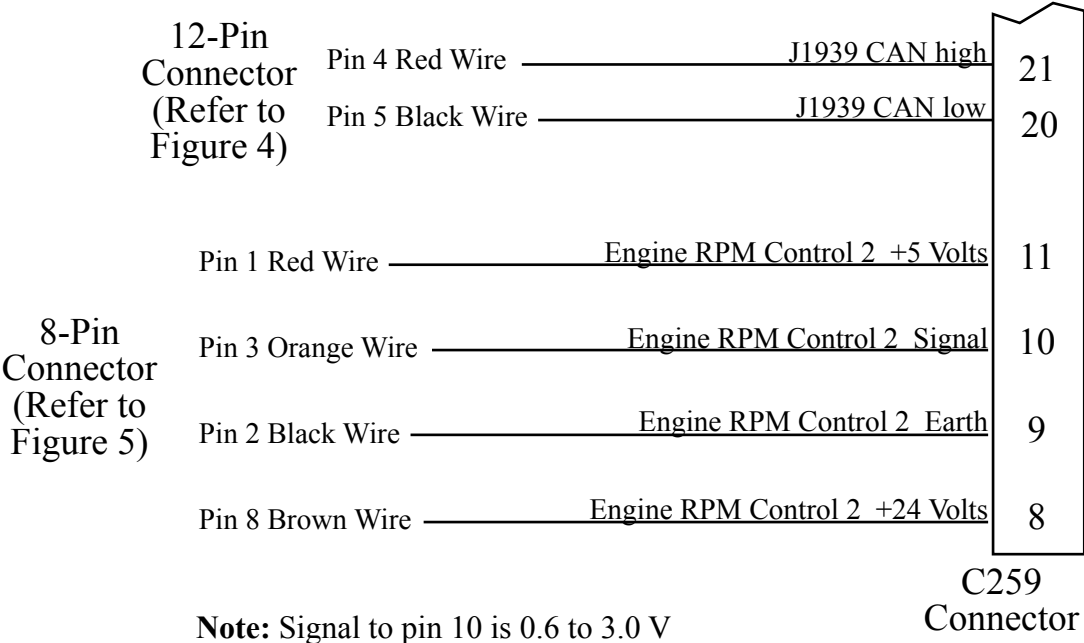 12-Pin
Connector
(Refer to
Figure 4)
Pin 4 Red Wire J1939 CAN high 21
Pin 5 Black Wire J1939 CAN low 20
8-Pin
Connector
(Refer to
Figure 5)
Pin 1 Red Wire Engine RPM Control 2 +5 Volts 11
Pin 3 Orange Wire Engine RPM Control 2 Signal 10
Pin 2 Black Wire Engine RPM Control 2 Earth 9
Pin 8 Brown Wire Engine RPM Control 2 +24 Volts 8
C259
Connector
Note: Signal to pin 10 is 0.6 to 3.0 V